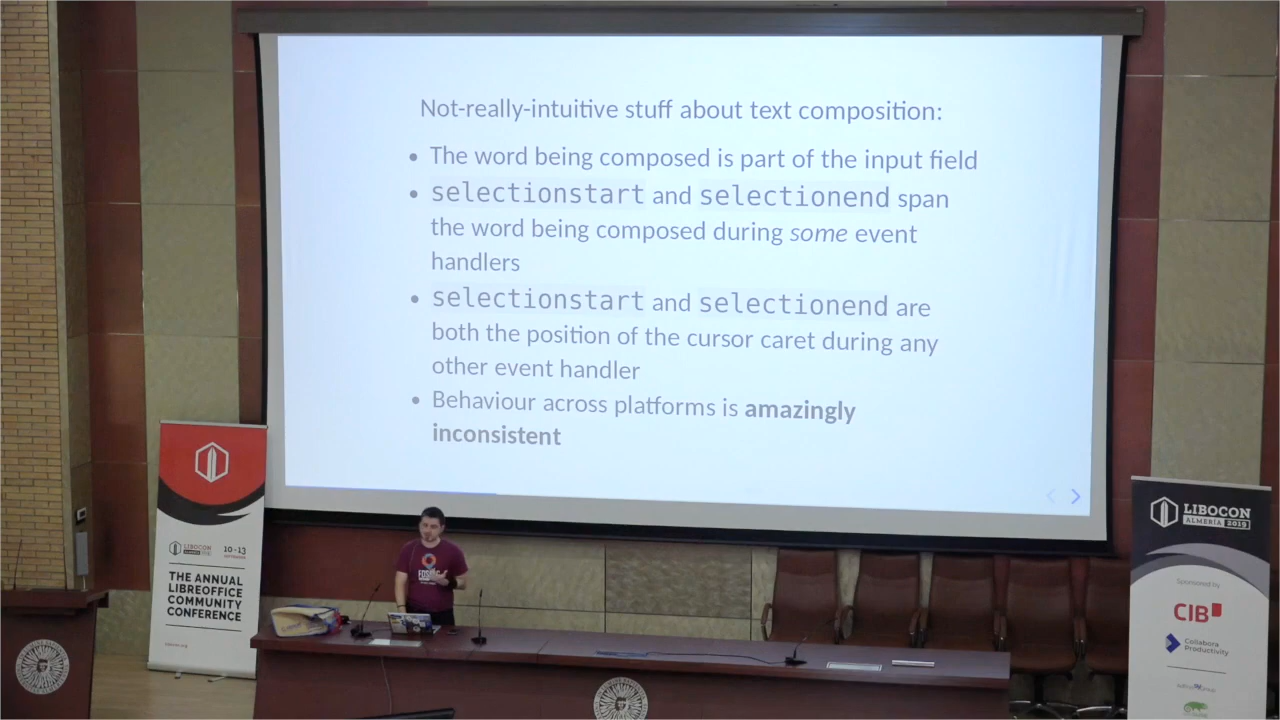 Not-really-intuitive stuff about text composition:
• The word being composed is part of the input field
• selectionstart and selectionend span
the word being composed during some event
handlers
• selectionstart and selectionend are
both the position of the cursor caret during any
other event handler
• Behaviour across platforms is amazingly
inconsistent
LIBOCON
10-13
THE ANNUAL
LIBREOFFICE
COMMUNITY
CONFERENCE
LIBOCON
ALMERÍA 2019
Sponsored by
CIB
Collabora
Productivity